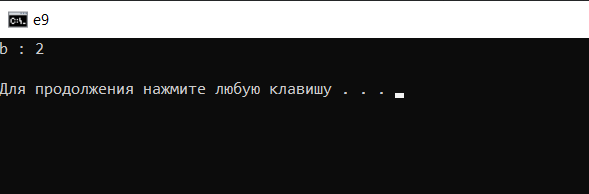 e9
b : 2
Для продолжения нажмите любую клавишу . . .